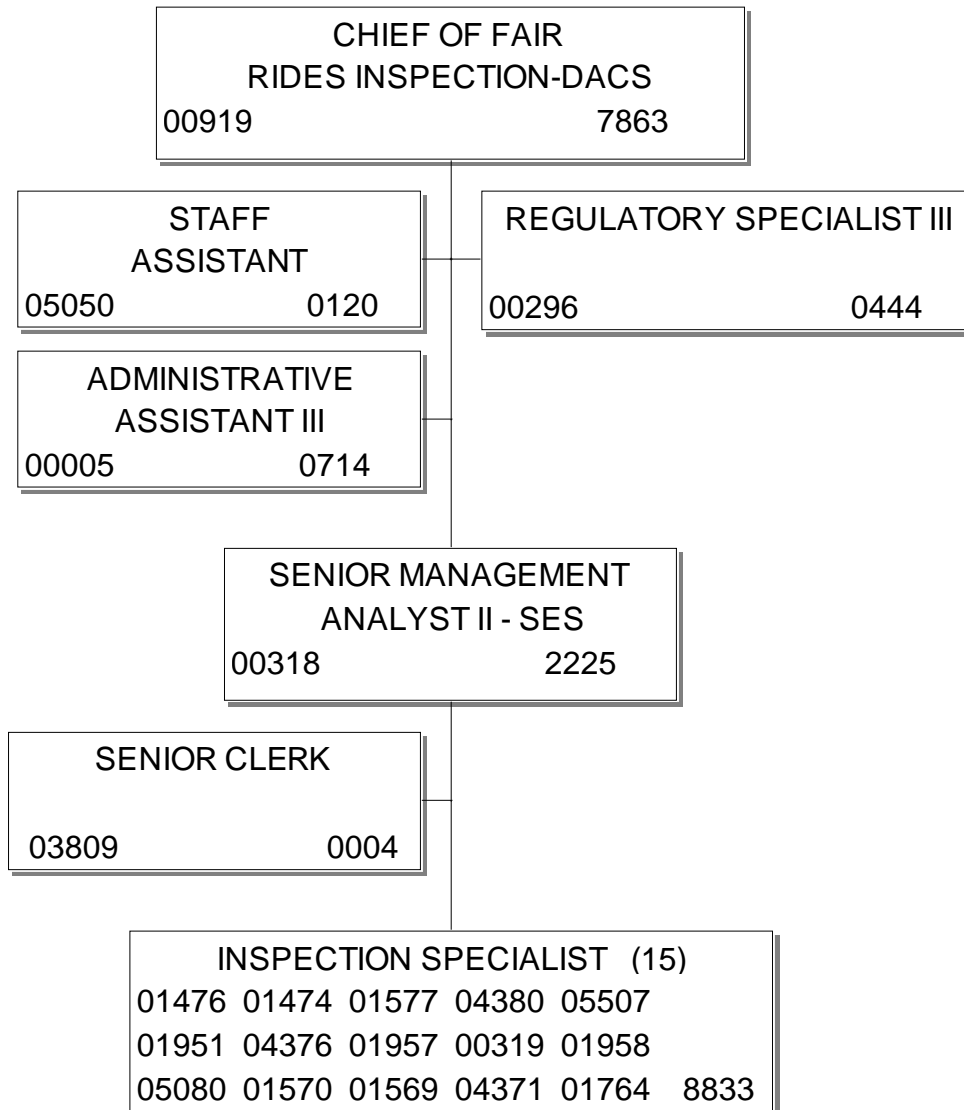 CHIEF OF FAIR
RIDES INSPECTION-DACS
00919 7863
STAFF
ASSISTANT
05050 0120
REGULATORY SPECIALIST III
00296 0444
ADMINISTRATIVE
ASSISTANT III
00005 0714
SENIOR MANAGEMENT
ANALYST II - SES
00318 2225
SENIOR CLERK
03809 0004
INSPECTION SPECIALIST (15)
01476 01474 01577 04380 05507
01951 04376 01957 00319 01958
05080 01570 01569 04371 01764 8833